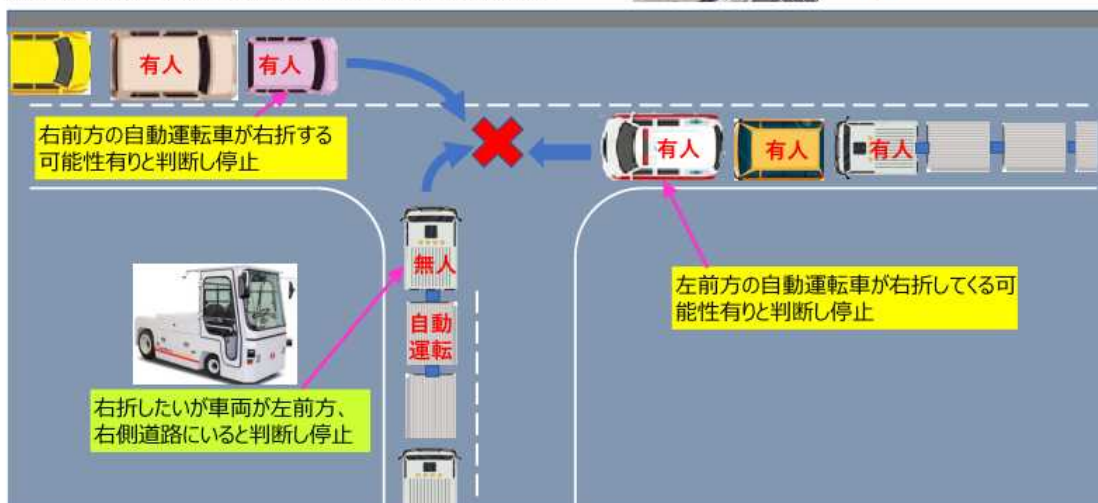 有人
有人
右前方の自動運転車が右折する
可能性有りと判断し停止
有人
有人
有人
無人
自動
運転
左前方の自動運転車が右折してくる可
能性有りと判断し停止
右折したいが車両が左前方、
右側道路にいると判断し停止